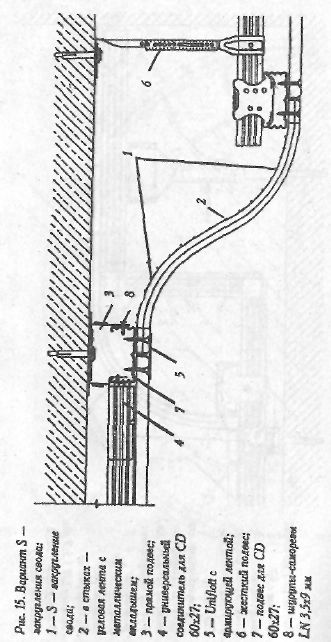 Рис. 15. Вариант S –
закругления свода:
1 – S – закругление
свода;
2 – в стыках –
угловая лента с
металлическим
вкладышем;
3 – прямой подвес;
4 – универсальный
соединитель для CD
60x27;
5 – Uniflott с
армирующей лентой;
6 – жесткий подвес;
7 – подвес для CD
60x27;
8 – шурупы-саморезы
LN 3,5x9 мм
1
2
3
4
5
6
7
8